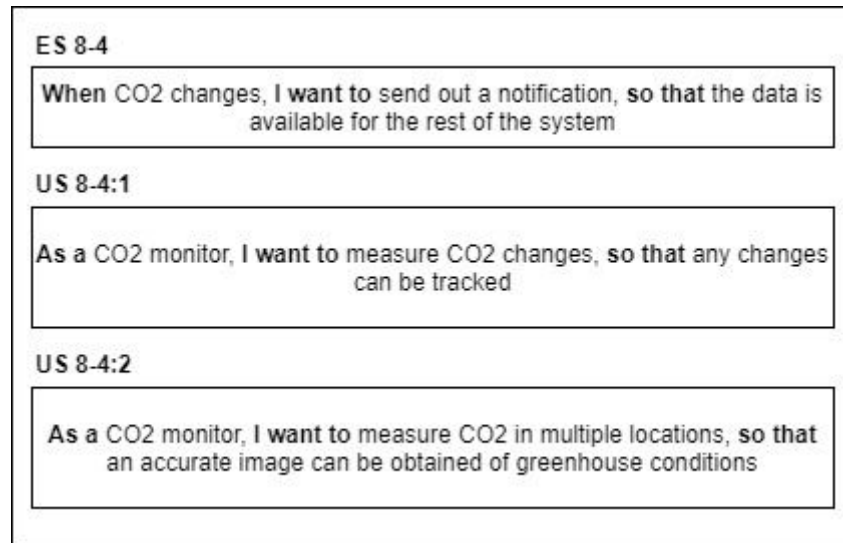 ES 8-4
When CO2 changes, I want to send out a notification, so that the data is
available for the rest of the system
US 8-4:1
As a CO2 monitor, I want to measure CO2 changes, so that any changes
can be tracked
US 8-4:2
As a CO2 monitor, I want to measure CO2 in multiple locations, so that
an accurate image can be obtained of greenhouse conditions